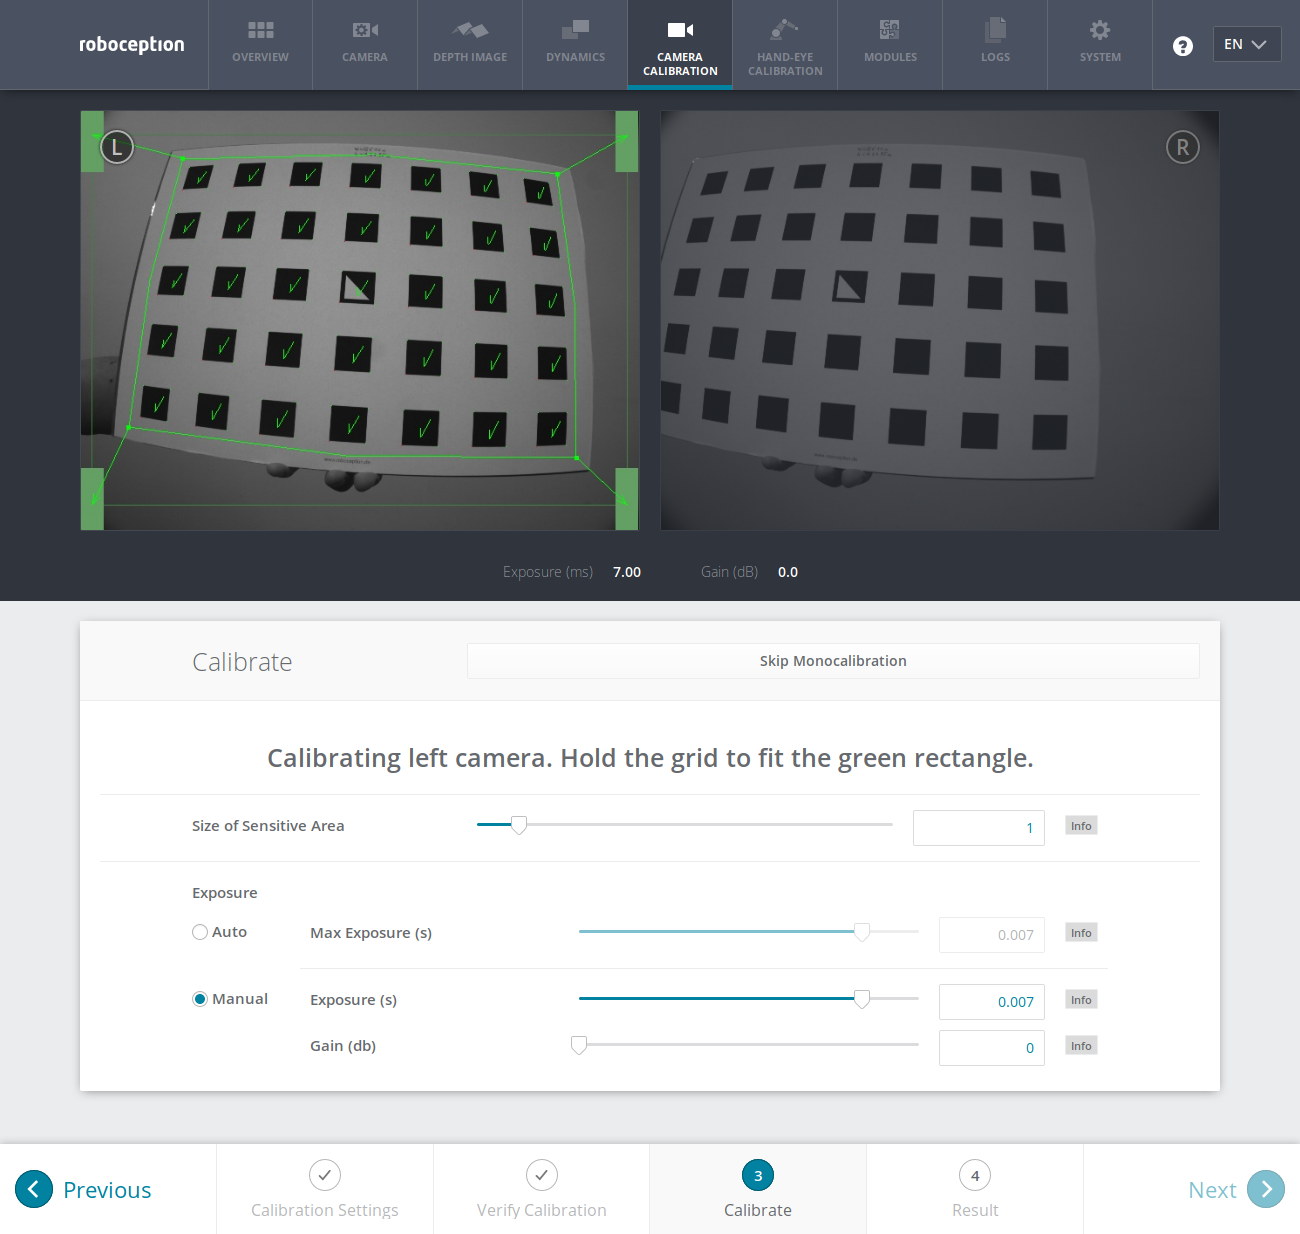 roboception
OVERVIEW
CAMERA
DEPTH IMAGE
DYNAMICS
CAMERA
CALIBRATION
HAND-EYE
CALIBRATION
MODULES
LOGS
SYSTEM
?
EN
L
R
Exposure (ms) 7.00 Gain (dB) 0.0
Calibrate
Skip Monocalibration
Calibrating left camera. Hold the grid to fit the green rectangle.
Size of Sensitive Area 1 Info
Exposure
Auto Max Exposure (s) 0.007 Info
Manual Exposure (s) 0.007 Info
Gain (db) 0 Info
Previous
Calibration Settings
Verify Calibration
3
Calibrate
4
Result
Next